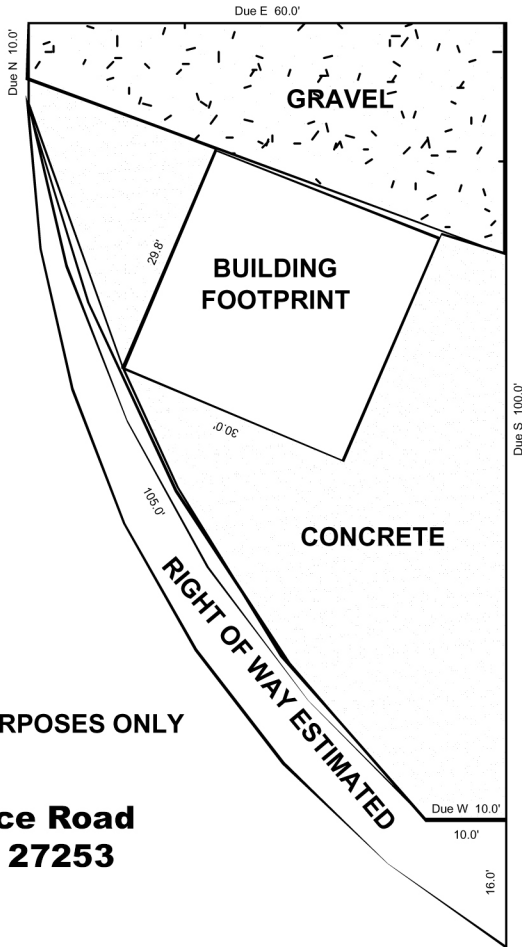 Due E 60.0'
Due N 10.0'
GRAVEL
29.8'
BUILDING
FOOTPRINT
30.0'
Due S 100.0'
105.0'
CONCRETE
RIGHT OF WAY ESTIMATED
RPOSES ONLY
ce Road
27253
Due W 10.0'
10.0'
16.0'